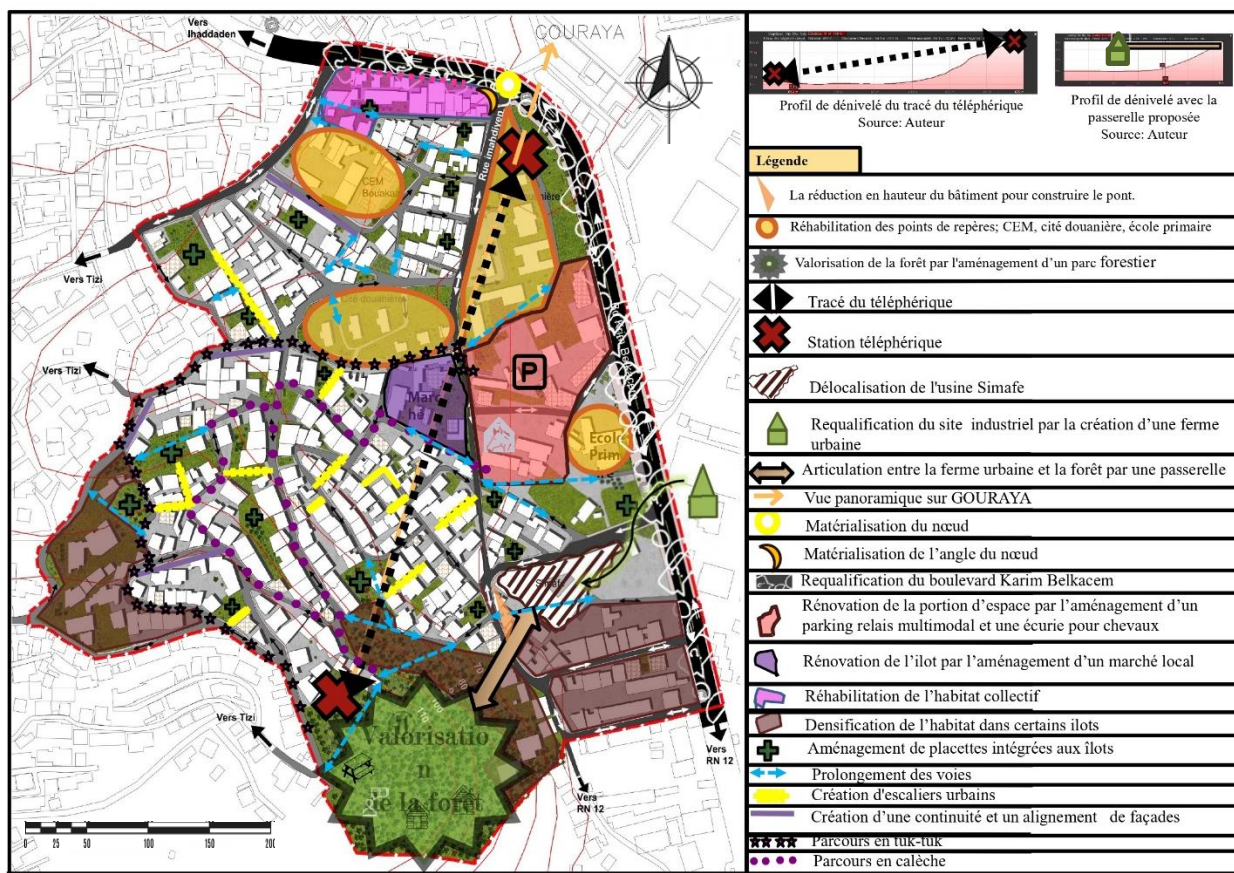 Vers
Ihaddaden
GOURAYA
Rue imahdiyen
CEM
Cité douanière
Vers Tizi
Vers Tizi
Marc
hé
P
Ecole
Prim
Simafe
Valorisatio
n
de la forêt
Vers Tizi
Vers
RN 12
Vers
RN 12
0 25 50 100 150 200
Profil de dénivelé du tracé du téléphérique
Source: Auteur
Profil de dénivelé avec la
passerelle proposée
Source: Auteur
Légende
La réduction en hauteur du bâtiment pour construire le pont.
Réhabilitation des points de repères; CEM, cité douanière, école primaire
Valorisation de la forêt par l'aménagement d'un parc forestier
Tracé du téléphérique
Station téléphérique
Délocalisation de l'usine Simafe
Requalification du site industriel par la création d'une ferme
urbaine
Articulation entre la ferme urbaine et la forêt par une passerelle
Vue panoramique sur GOURAYA
Matérialisation du nœud
Matérialisation de l'angle du nœud
Requalification du boulevard Karim Belkacem
Rénovation de la portion d'espace par l'aménagement d'un
parking relais multimodal et une écurie pour chevaux
Rénovation de l'ilot par l'aménagement d'un marché local
Réhabilitation de l'habitat collectif
Densification de l'habitat dans certains ilots
Aménagement de placettes intégrées aux îlots
Prolongement des voies
Création d'escaliers urbains
Création d'une continuité et un alignement de façades
Parcours en tuk-tuk
Parcours en calèche